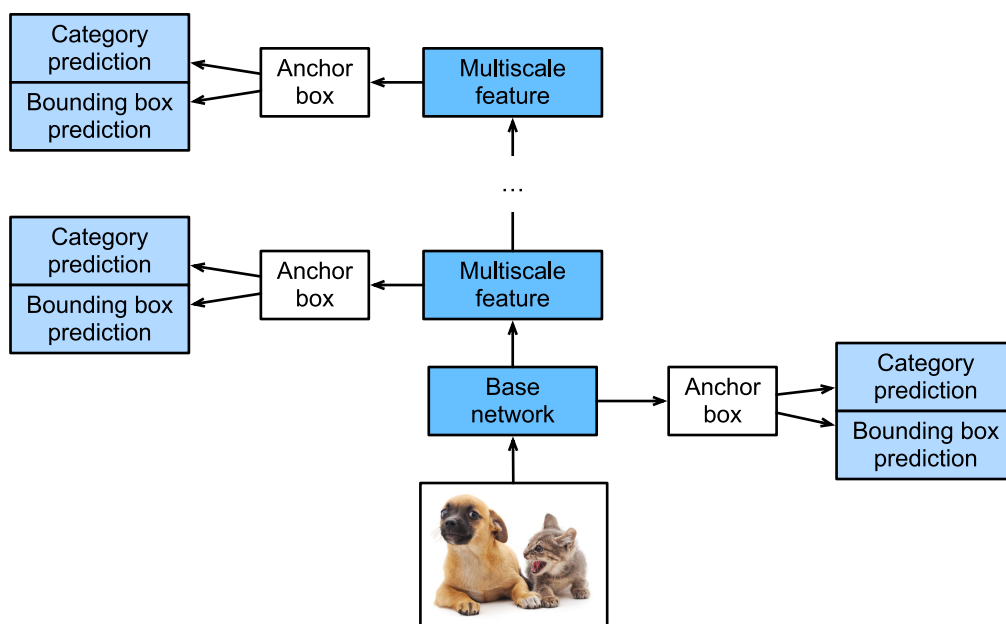 Category
prediction
Bounding box
prediction
Anchor
box
Multiscale
feature
...
Category
prediction
Bounding box
prediction
Anchor
box
Multiscale
feature
Base
network
Anchor
box
Category
prediction
Bounding box
prediction